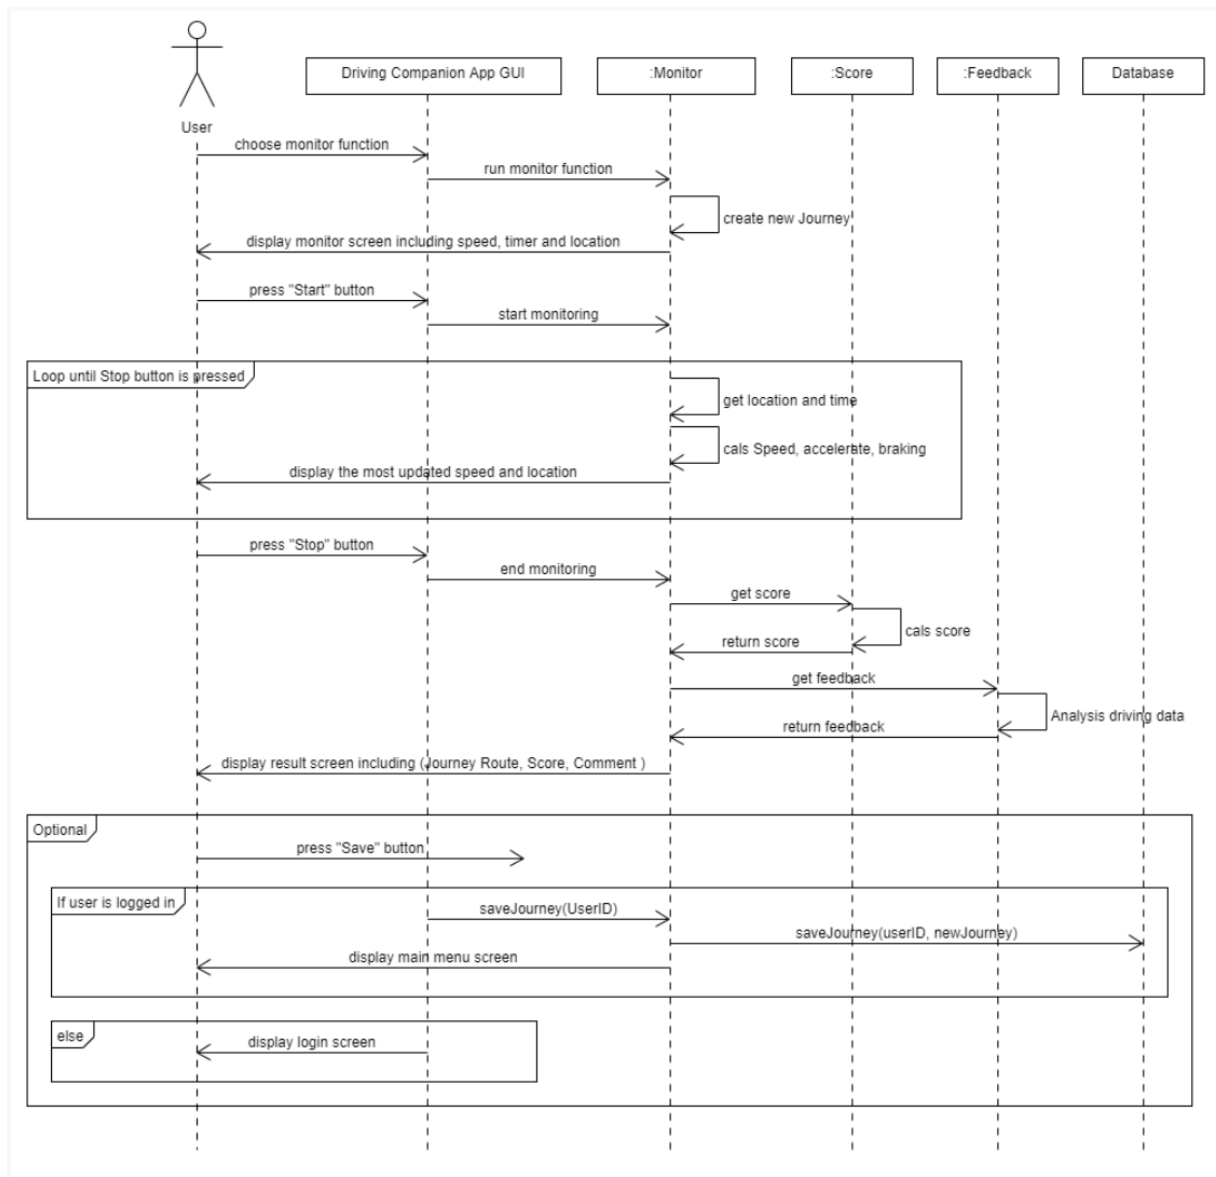 Driving Companion App GUI
:Monitor
:Score
:Feedback
Database
User
choose monitor function
run monitor function
create new Journey
display monitor screen including speed, timer and location
press "Start" button
start monitoring
Loop until Stop button is pressed
get location and time
cals Speed, accelerate, braking
display the most updated speed and location
press "Stop" button
end monitoring
get score
cals score
return score
get feedback
Analysis driving data
return feedback
display result screen including (Journey Route, Score, Comment )
Optional
press "Save" button
If user is logged in
saveJourney(UserID)
saveJourney(userID, newJourney)
display main menu screen
else
display login screen